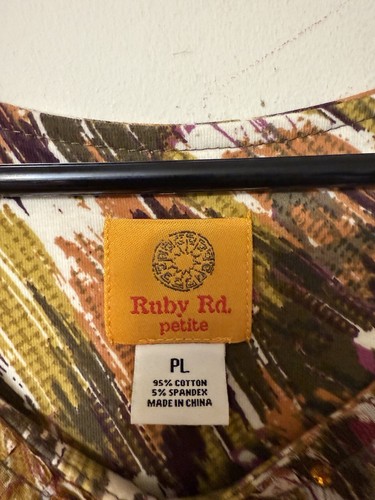 Ruby Rd.
petite
PL
95% COTTON
5% SPANDEX
MADE IN CHINA